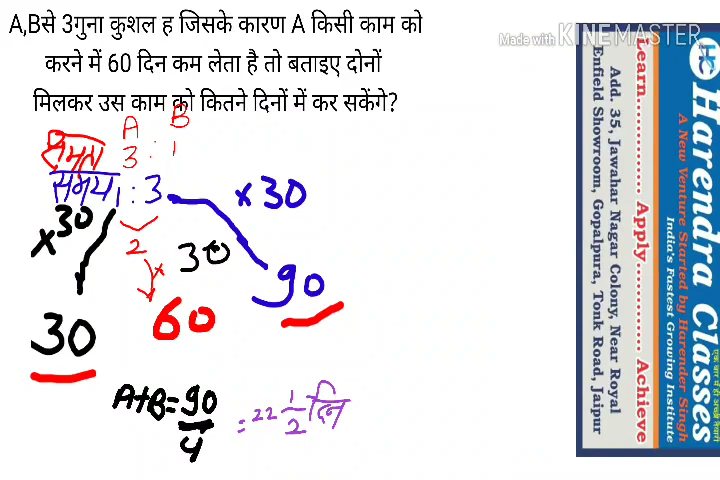 A,Bसे 3गुना कुशल ह जिसके कारण A किसी काम को
करने में 60 दिन कम लेता है तो बताइए दोनों
मिलकर उस काम को कितने दिनों में कर सकेंगे?
Made with KINEMASTER
A B
क्षमता 3 : 1
समय 1 : 3
×30
×30
2
× 30
30
60
90
A+B=90/4
=22 1/2 दिन
Harendra Classes
A New Venture Started by Harender Singh
India's Fastest Growing Institute
Learn.............. Apply.............. Achieve
Add. 35, Jawahar Nagar Colony, Near Royal
Enfield Showroom, Gopalpura, Tonk Road, Jaipur